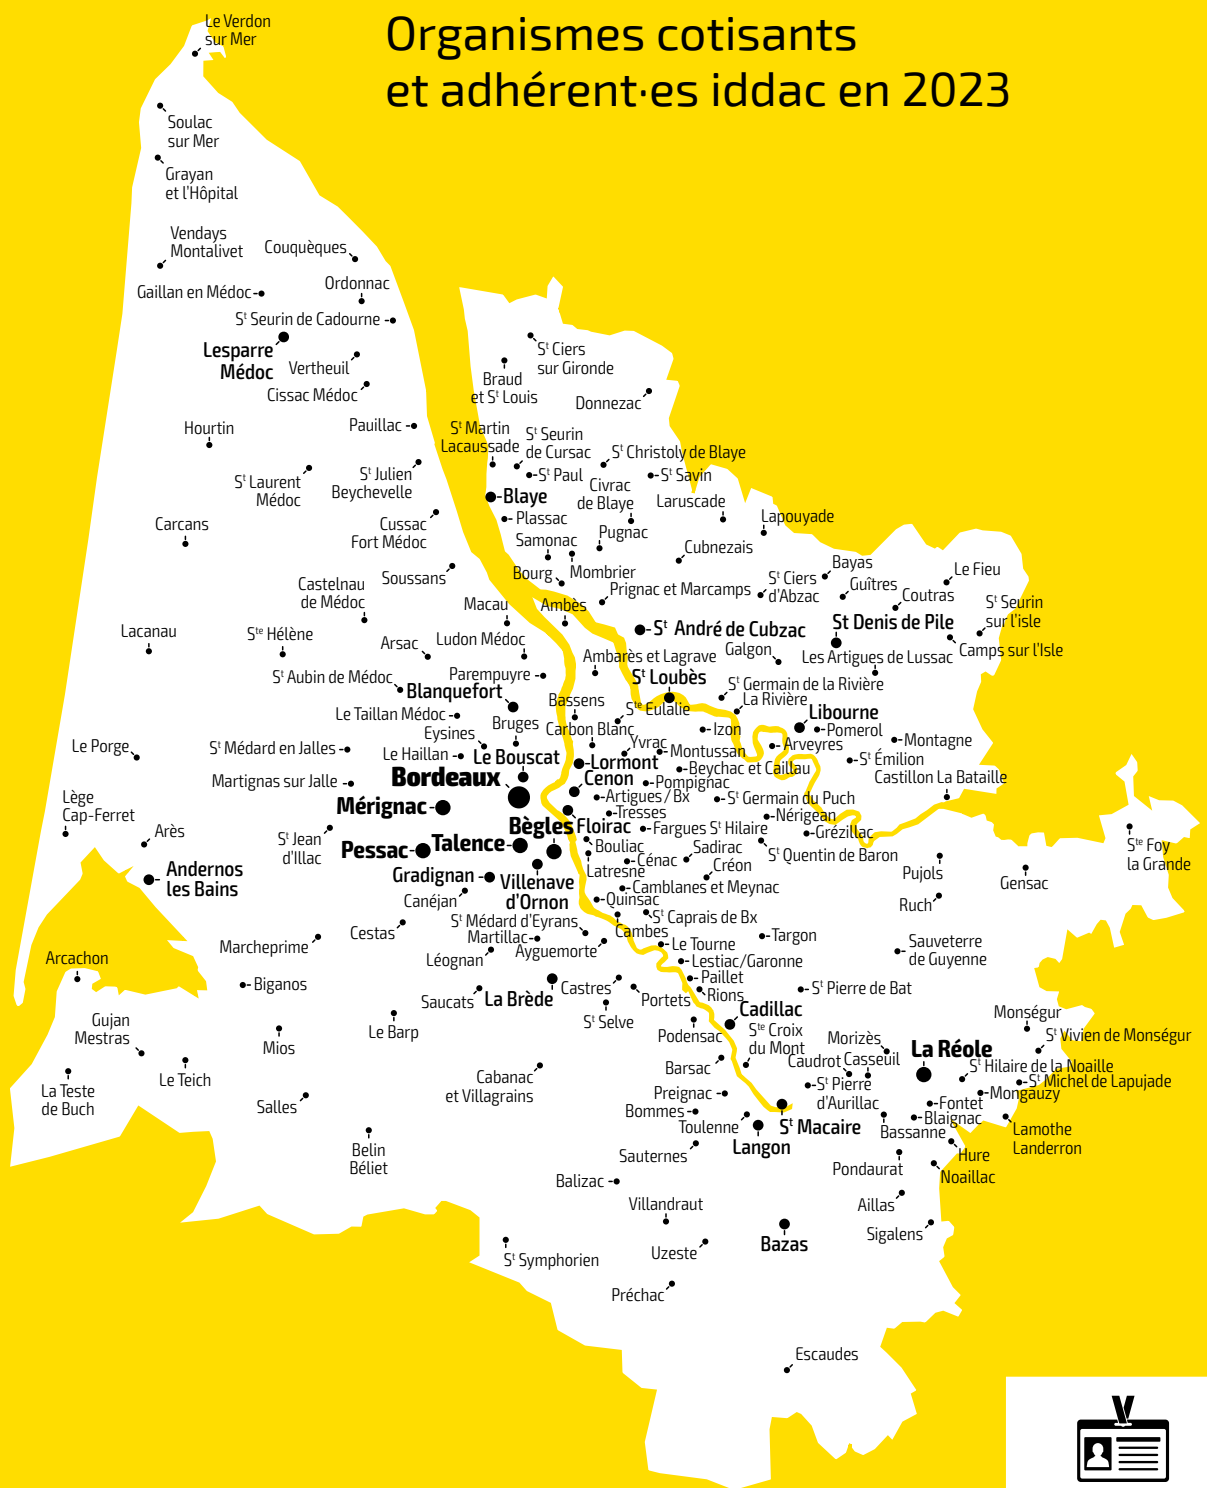 Organismes cotisants
et adhérent·es iddac en 2023
Le Verdon
sur Mer
Soulac
sur Mer
Grayan
et l'Hôpital
Vendays
Montalivet
Couquèques
Gaillan en Médoc
Ordonnac
St Seurin de Cadourne
Lesparre
Médoc
Vertheuil
Cissac Médoc
St Ciers
sur Gironde
Braud
et St Louis
Donnezac
Hourtin
Pauillac
St Martin
Lacaussade
St Seurin
de Cursac
St Christoly de Blaye
St Laurent
Médoc
St Julien
Beychevelle
St Paul
St Savin
Civrac
de Blaye
Blaye
Laruscade
Carcans
Cussac
Fort Médoc
Plassac
Lapouyade
Samonac
Pugnac
Cubnezais
Castelnau
de Médoc
Soussans
Bourg
Mombrier
Prignac et Marcamps
St Ciers
d'Abzac
Bayas
Guîtres
Le Fieu
Coutras
St Seurin
sur l'isle
Macau
Ambès
Lacanau
Ste Hélène
Arsac
Ludon Médoc
St André de Cubzac
St Denis de Pile
Galgon
Camps sur l'Isle
Ambarès et Lagrave
Les Artigues de Lussac
St Aubin de Médoc
Parempuyre
St Loubès
Blanquefort
St Germain de la Rivière
Bassens
La Rivière
Ste Eulalie
Le Taillan Médoc
Bruges
Libourne
Eysines
Carbon Blanc
Izon
Pomerol
Le Porge
St Médard en Jalles
Le Haillan
Le Bouscat
Yvrac
Montussan
Arveyres
Montagne
Lormont
St Émilion
Beychac et Caillau
Castillon La Bataille
Martignas sur Jalle
Bordeaux
Cenon
Pompignac
Lège
Cap-Ferret
Mérignac
Artigues / Bx
St Germain du Puch
Tresses
Nérigean
Arès
St Jean
d'Illac
Bègles
Floirac
Fargues St Hilaire
Grézillac
Pessac
Talence
Bouliac
Sadirac
St Quentin de Baron
Ste Foy
la Grande
Andernos
les Bains
Cénac
Latresne
Créon
Pujols
Gensac
Gradignan
Villenave
d'Ornon
Camblanes et Meynac
Canéjan
Quinsac
Ruch
St Médard d'Eyrans
St Caprais de Bx
Cestas
Martillac
Cambes
Targon
Marcheprime
Ayguemorte
Le Tourne
Sauveterre
de Guyenne
Arcachon
Léognan
Lestiac/Garonne
Biganos
Paillet
Castres
St Pierre de Bat
Saucats
La Brède
Portets
Rions
Cadillac
Gujan
Mestras
Le Barp
St Selve
Monségur
Mios
Podensac
Ste Croix
du Mont
Morizès
St Vivien de Monségur
La Réole
Barsac
Caudrot
Casseuil
St Hilaire de la Noaille
Le Teich
Cabanac
et Villagrains
La Teste
de Buch
Preignac
St Pierre
d'Aurillac
St Michel de Lapujade
Mongauzy
Salles
Bommes
Fontet
Toulenne
St Macaire
Blaignac
Bassanne
Lamothe
Landerron
Langon
Belin
Béliet
Sauternes
Hure
Pondaurat
Noaillac
Balizac
Villandraut
Aillas
Bazas
Sigalens
St Symphorien
Uzeste
Préchac
Escaudes